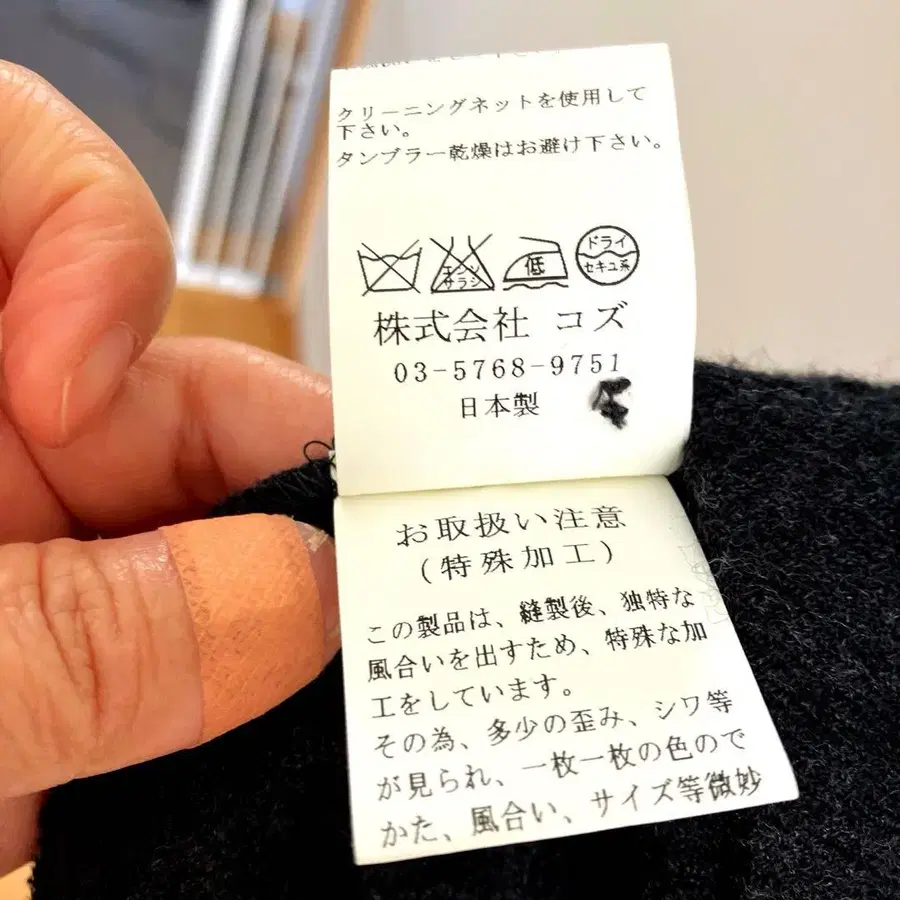 クリーニングネットを使用して
下さい。
タンブラー乾燥はお避け下さい。
エンソ
サラシ
低
ドライ
セキユ系
株式会社 コズ
03-5768-9751
日本製
お取扱い注意
(特殊加工)
この製品は、縫製後、独特な
風合いを出すため、特殊な加
工をしています。
その為、多少の歪み、シワ等
が見られ、一枚一枚の色ので
かた、風合い、サイズ等微妙